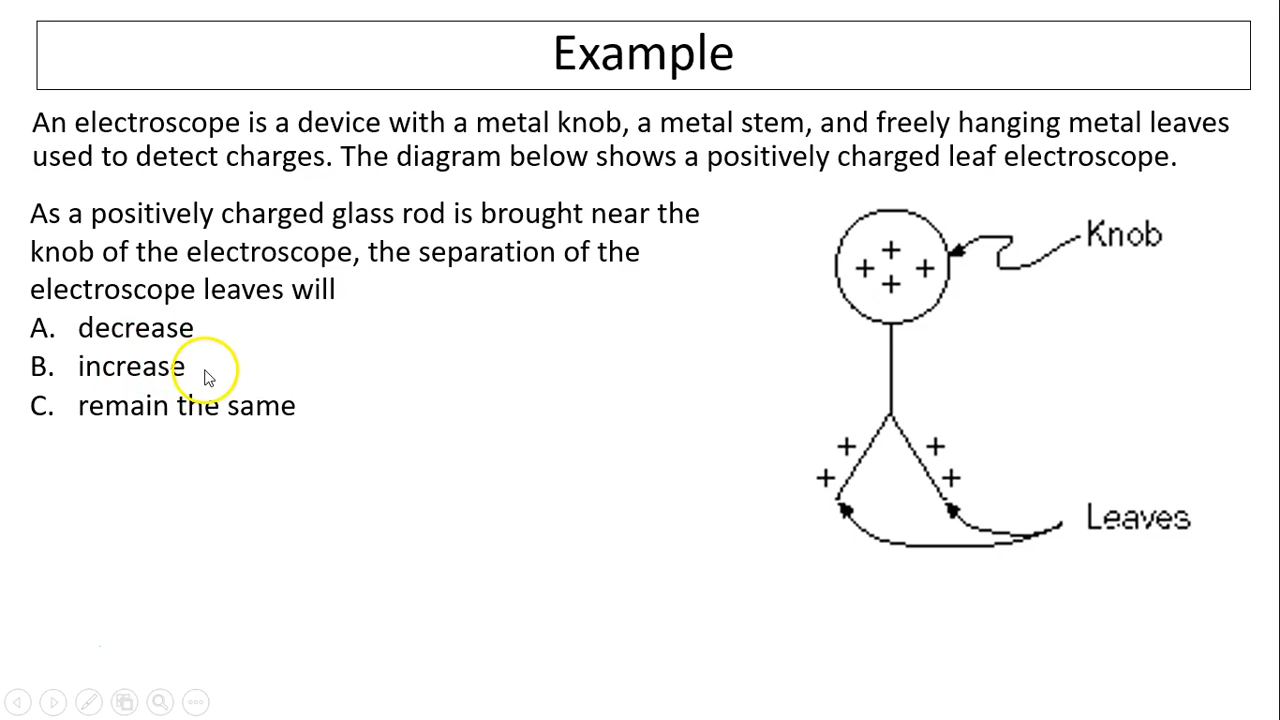 Example
An electroscope is a device with a metal knob, a metal stem, and freely hanging metal leaves
used to detect charges. The diagram below shows a positively charged leaf electroscope.
As a positively charged glass rod is brought near the
knob of the electroscope, the separation of the
electroscope leaves will
A. decrease
B. increase
C. remain the same
Knob
+
+ +
+
+ +
+ +
Leaves